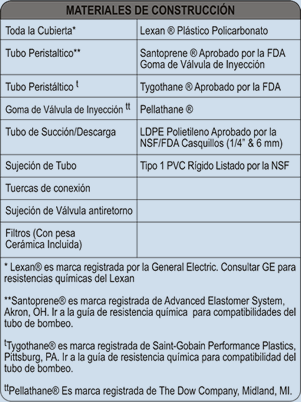 MATERIALES DE CONSTRUCCIÓN
Toda la Cubierta* Lexan ® Plástico Policarbonato
Tubo Peristaltico** Santoprene ® Aprobado por la FDA
Goma de Válvula de Inyección
Tubo Peristáltico t Tygothane ® Aprobado por la FDA
Goma de Válvula de Inyección tt Pellathane ®
Tubo de Succión/Descarga LDPE Polietileno Aprobado por la
NSF/FDA Casquillos (1/4" & 6 mm)
Sujeción de Tubo Tipo 1 PVC Rígido Listado por la NSF
Tuercas de conexión
Sujeción de Válvula antiretorno
Filtros (Con pesa
Cerámica Incluida)
* Lexan® es marca registrada por la General Electric. Consultar GE para
resistencias químicas del Lexan
**Santoprene® es marca registrada de Advanced Elastomer System,
Akron, OH. Ir a la guía de resistencia química para compatibilidades del
tubo de bombeo.
tTygothane® es marca registrada de Saint-Gobain Performance Plastics,
Pittsburg, PA. Ir a la guía de resistencia química para compatibilidad del
tubo de bombeo.
ttPellathane® Es marca registrada de The Dow Company, Midland, MI.